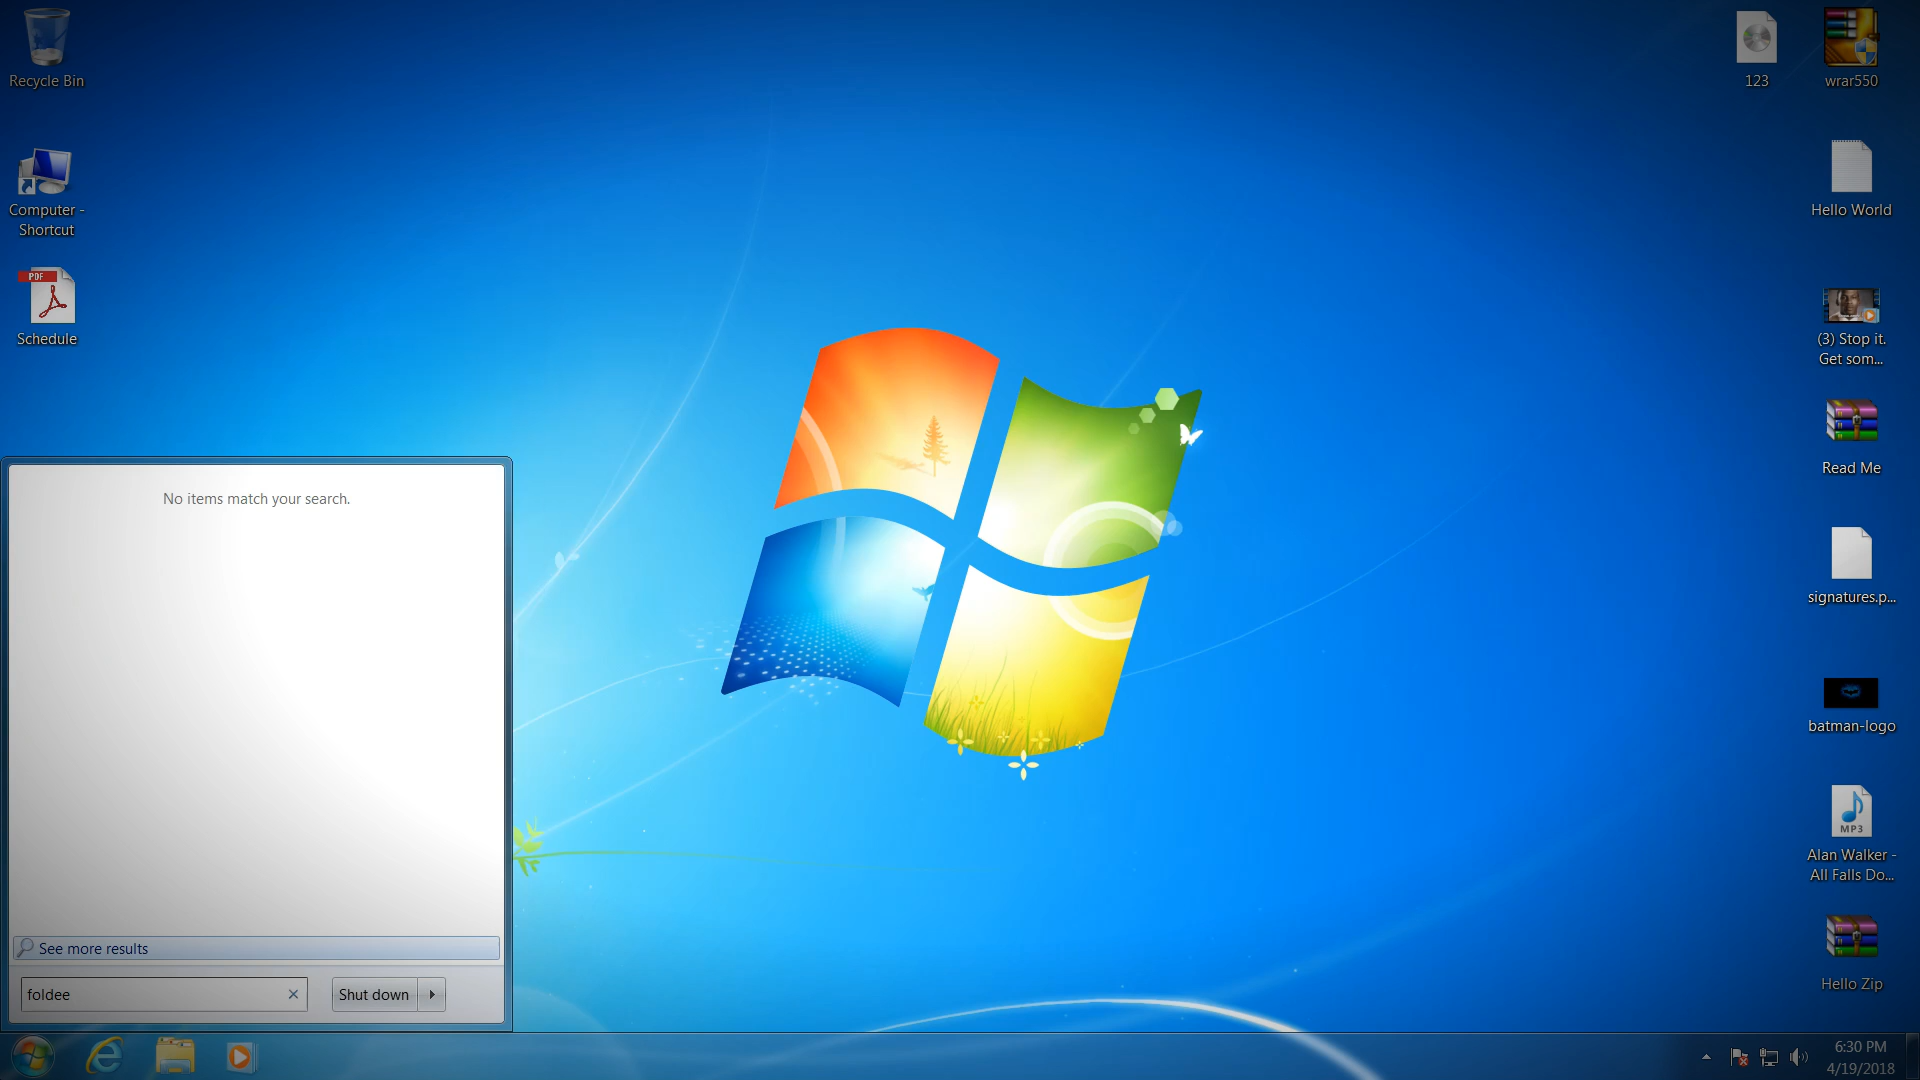 Recycle Bin
Computer -
Shortcut
PDF
Schedule
123
wrar550
Hello World
(3) Stop it.
Get som...
Read Me
signatures.p...
batman-logo
MP3
Alan Walker -
All Falls Do...
Hello Zip
No items match your search.
See more results
foldee
Shut down
6:30 PM
4/19/2018